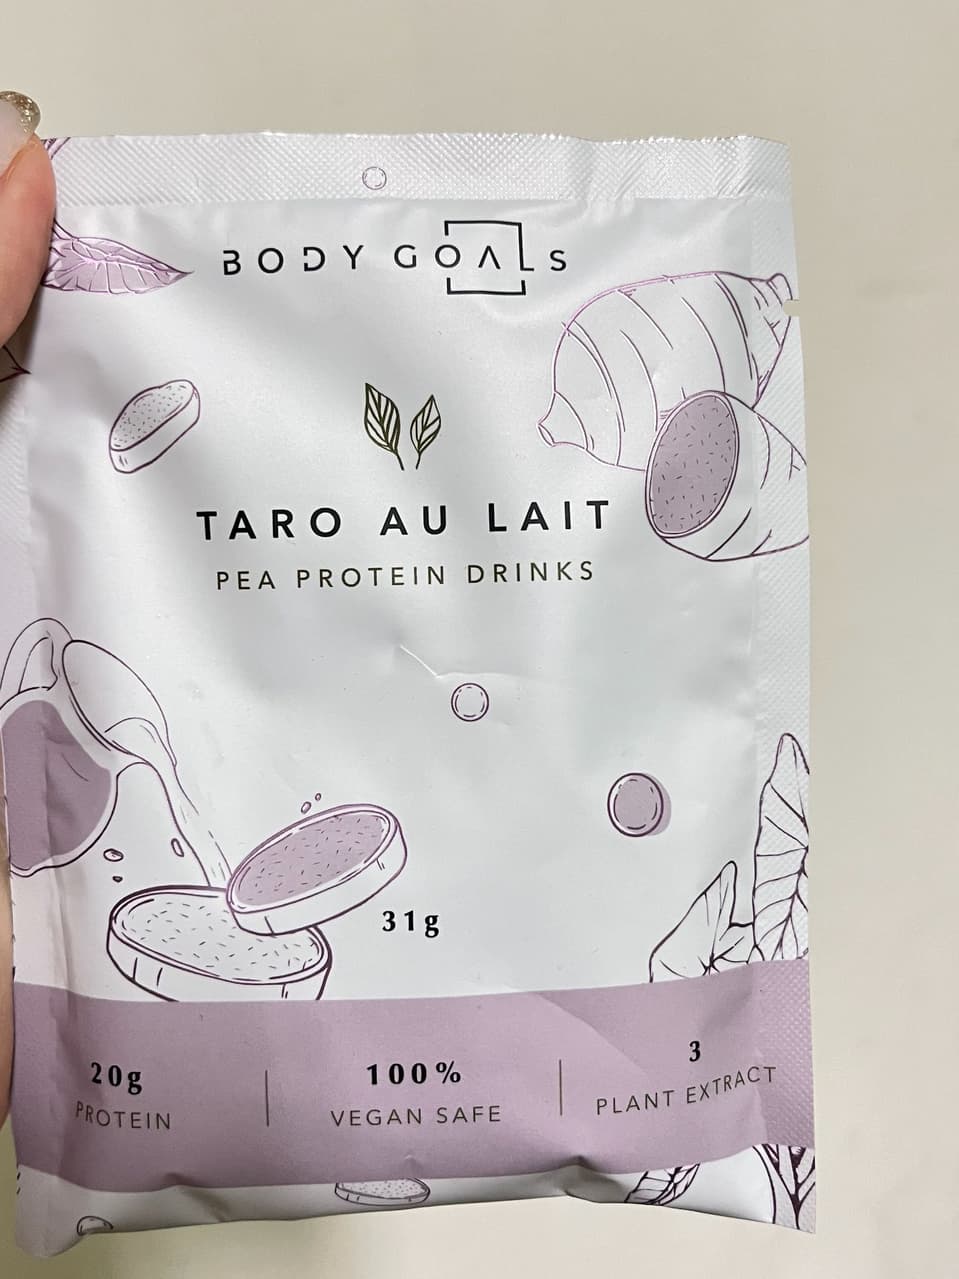 BODY GOALS
TARO AU LAIT
PEA PROTEIN DRINKS
31g
20g
PROTEIN
100%
VEGAN SAFE
3
PLANT EXTRACT